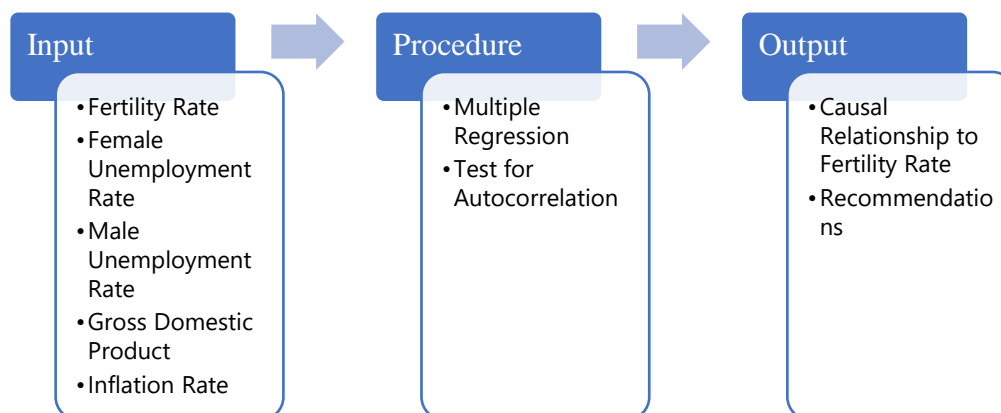 Input
•Fertility Rate
•Female
Unemployment
Rate
•Male
Unemployment
Rate
•Gross Domestic
Product
•Inflation Rate
Procedure
•Multiple
Regression
•Test for
Autocorrelation
Output
•Causal
Relationship to
Fertility Rate
•Recommendatio
ns